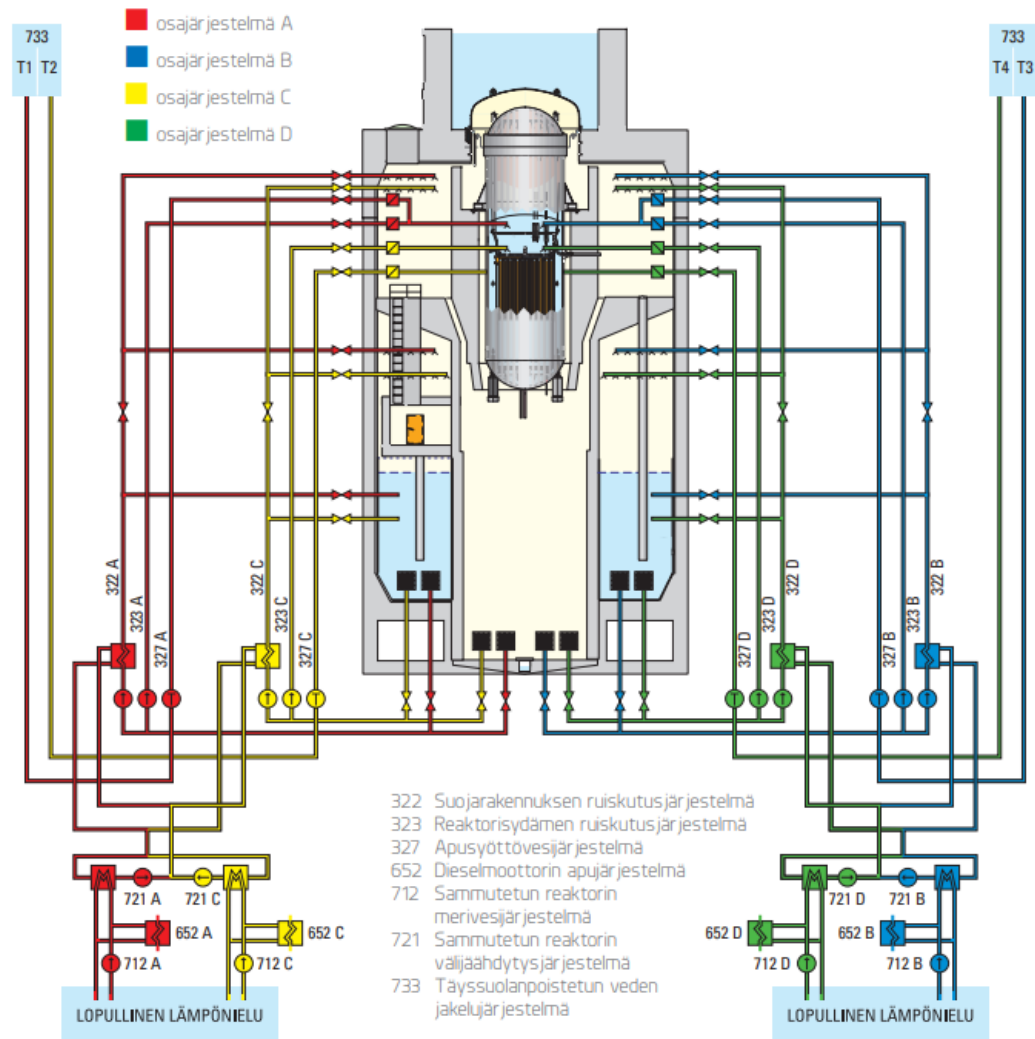 733
T1 T2
osajärjestelmä A
osajärjestelmä B
osajärjestelmä C
osajärjestelmä D
733
T4 T3
322 A
323 A
327 A
322 C
323 C
327 C
327 D
323 D
322 D
327 B
323 B
322 B
322 Suojarakennuksen ruiskutusjärjestelmä
323 Reaktorisydämen ruiskutusjärjestelmä
327 Apusyöttövesijärjestelmä
652 Dieselmoottorin apujärjestelmä
712 Sammutetun reaktorin
merivesijärjestelmä
721 Sammutetun reaktorin
välijäähdytysjärjestelmä
733 Täyssuolanpoistetun veden
jakelujärjestelmä
721 A
721 C
652 A
652 C
712 A
712 C
LOPULLINEN LÄMPÖNIELU
721 D
721 B
652 D
652 B
712 D
712 B
LOPULLINEN LÄMPÖNIELU